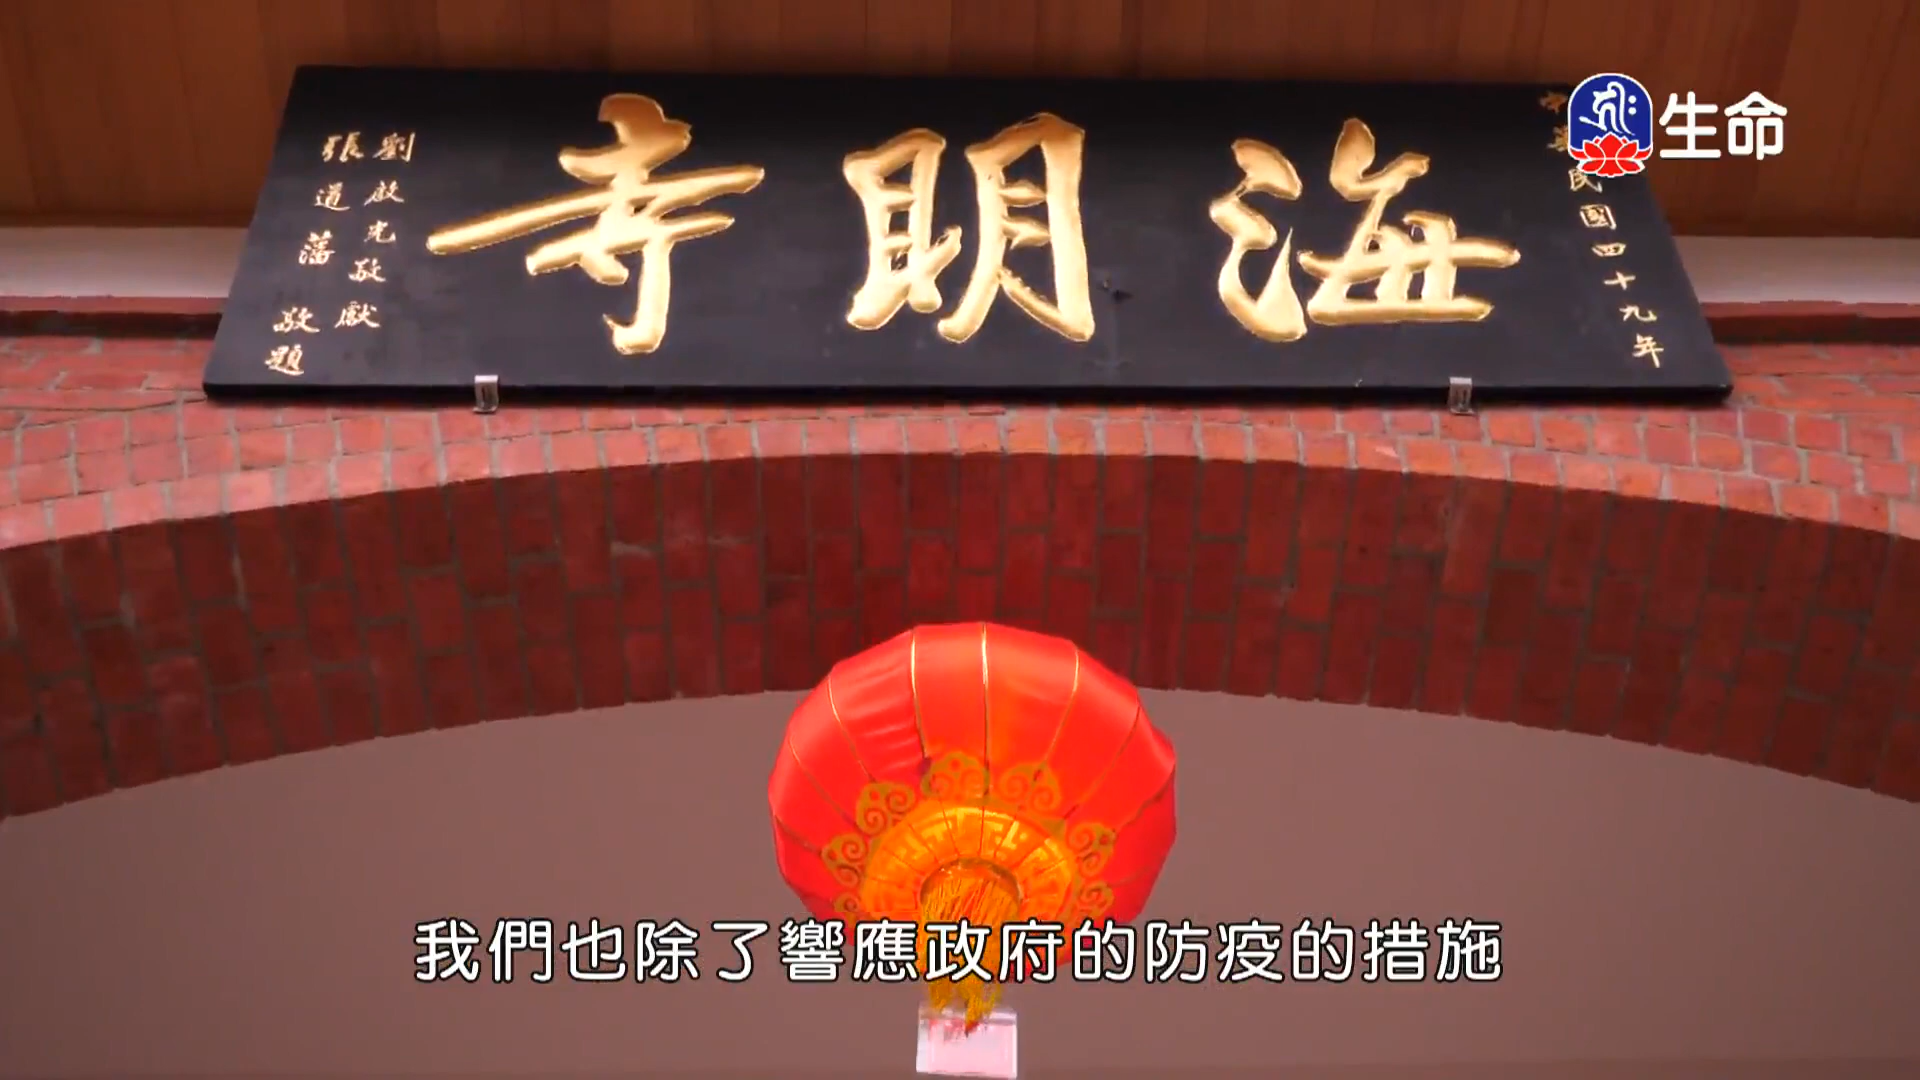 生命
中華民國四十九年
海明寺
劉啟光敬獻
張道藩敬題
我們也除了響應政府的防疫的措施